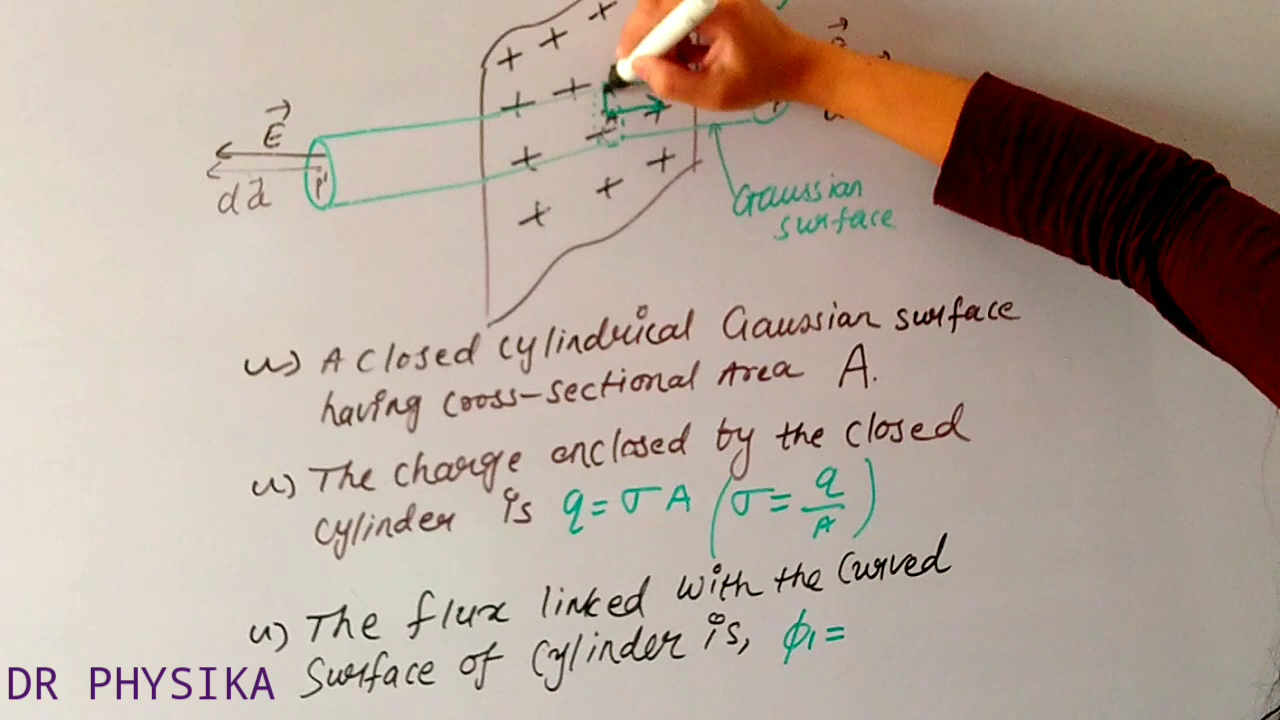 E
da
P'
Gaussian
surface
u) A closed cylindrical Gaussian surface
having cooss-sectional Area A.
u) The charge enclosed by the closed
cylinder is q = σ A (σ = q/A)
u) The flux linked with the curved
Surface of cylinder is, ϕ₁ =
DR PHYSIKA